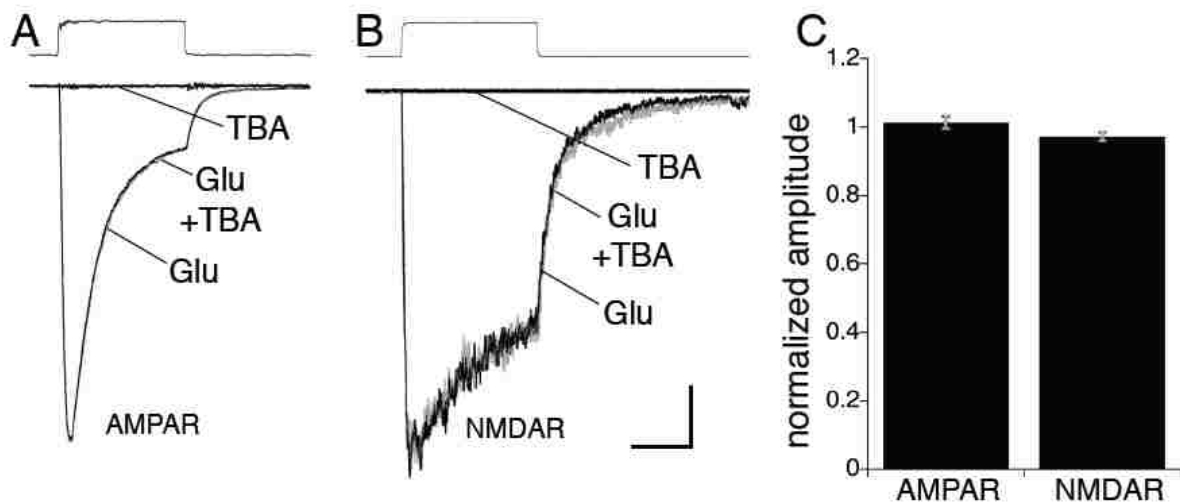 A
TBA
Glu
+TBA
Glu
AMPAR
B
TBA
Glu
+TBA
Glu
NMDAR
C
normalized amplitude
1.2
1
0.8
0.6
0.4
0.2
0
AMPAR
NMDAR